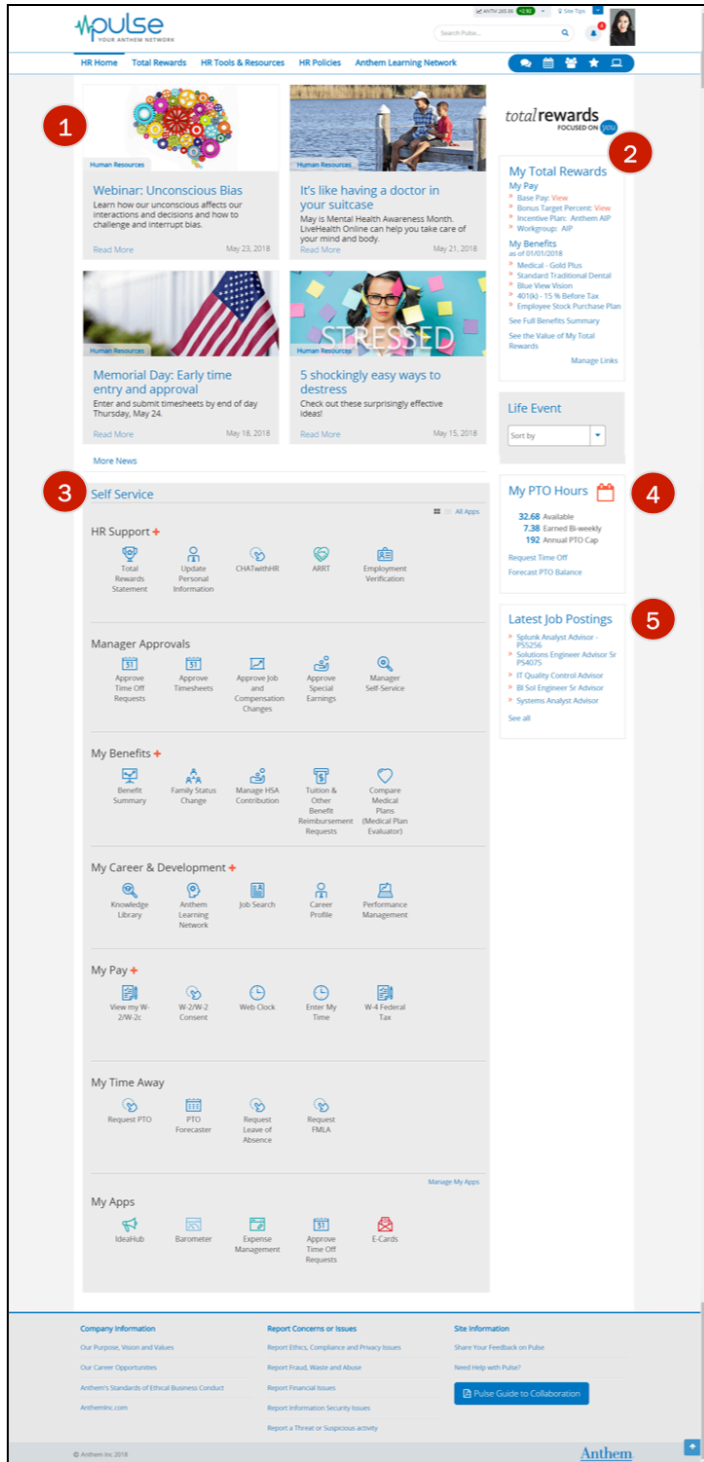 ANTM 245.96 +2.92
See Tips
pulse
YOUR ANTHEM NETWORK
Search Pulse...
HR Home Total Rewards HR Tools & Resources HR Policies Anthem Learning Network
1
Human Resources
Webinar: Unconscious Bias
Learn how our unconscious affects our
interactions and decisions and how to
challenge and interrupt bias.
Read More May 23, 2018
Human Resources
It's like having a doctor in
your suitcase
May is Mental Health Awareness Month.
LiveHealth Online can help you take care of
your mind and body.
Read More May 21, 2018
Human Resources
Memorial Day: Early time
entry and approval
Enter and submit timesheets by end of day
Thursday, May 24.
Read More May 18, 2018
STRESSED
Human Resources
5 shockingly easy ways to
destress
Check out these surprisingly effective
ideas!
Read More May 15, 2018
More News
total rewards
FOCUSED ON you
2
My Total Rewards
My Pay
» Base Pay: View
» Bonus Target Percent: View
» Incentive Plan: Anthem AIP
» Workgroup: AIP
My Benefits
as of 01/01/2018
» Medical - Gold Plus
» Standard Traditional Dental
» Blue View Vision
» 401(k) - 15 % Before Tax
» Employee Stock Purchase Plan
See Full Benefits Summary
See the Value of My Total
Rewards
Manage Links
Life Event
Sort by
3
Self Service
All Apps
HR Support +
Total
Rewards
Statement
Update
Personal
Information
CHATwithHR
ARRT
Employment
Verification
Manager Approvals
31
Approve
Time Off
Requests
31
Approve
Timesheets
Approve Job
and
Compensation
Changes
Approve
Special
Earnings
Manager
Self-Service
My Benefits +
Benefit
Summary
Family Status
Change
Manage HSA
Contribution
Tuition &
Other
Benefit
Reimbursement
Requests
Compare
Medical
Plans
(Medical Plan
Evaluator)
My Career & Development +
Knowledge
Library
Anthem
Learning
Network
Job Search
Career
Profile
Performance
Management
My Pay +
View my W-
2/W-2c
W-2/W-2
Consent
Web Clock
Enter My
Time
W-4 Federal
Tax
My Time Away
Request PTO
PTO
Forecaster
Request
Leave of
Absence
Request
FMLA
Manage My Apps
My Apps
IdeaHub
Barometer
Expense
Management
31
Approve
Time Off
Requests
E-Cards
My PTO Hours
4
32.68 Available
7.38 Earned Bi-weekly
192 Annual PTO Cap
Request Time Off
Forecast PTO Balance
5
Latest Job Postings
» Splunk Analyst Advisor -
PS5256
» Solutions Engineer Advisor Sr
PS4075
» IT Quality Control Advisor
» BI Sol Engineer Sr Advisor
» Systems Analyst Advisor
See all
Company Information
Our Purpose, Vision and Values
Our Career Opportunities
Anthem's Standards of Ethical Business Conduct
AnthemInc.com
Report Concerns or Issues
Report Ethics, Compliance and Privacy Issues
Report Fraud, Waste and Abuse
Report Financial Issues
Report Information Security Issues
Report a Threat or Suspicious activity
Site Information
Share Your Feedback on Pulse
Need Help with Pulse?
Pulse Guide to Collaboration
© Anthem Inc 2018
Anthem